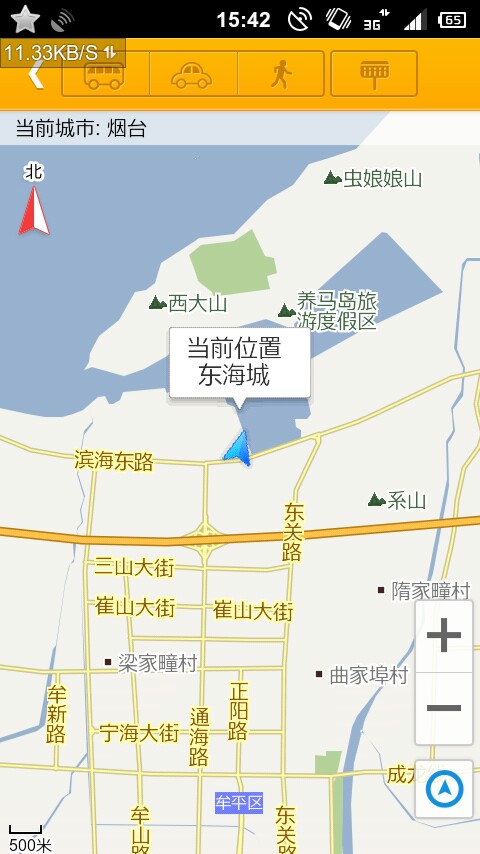 15:42
3G
65
11.33KB/S
当前城市: 烟台
北
虫娘娘山
西大山
养马岛旅
游度假区
当前位置
东海城
滨海东路
系山
东关路
三山大街
隋家疃村
崔山大街
崔山大街
梁家疃村
曲家埠村
牟新路
通海路
正阳路
宁海大街
牟平区
牟山路
东关
500米